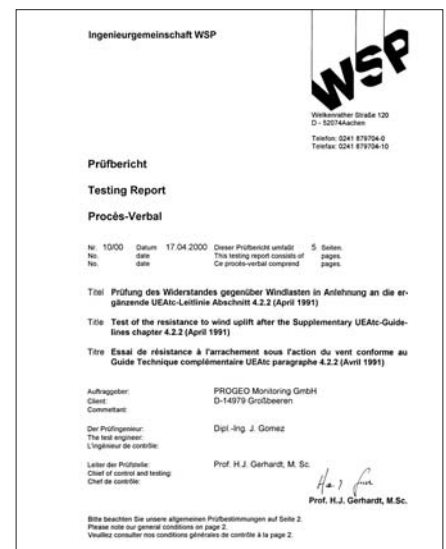 Ingenieurgemeinschaft WSP
WSP
Welkenrather Straße 120
D - 52074Aachen
Telefon: 0241 879704-0
Telefax: 0241 879704-10
Prüfbericht
Testing Report
Procès-Verbal
Nr. 10/00 Datum 17.04.2000 Dieser Prüfbericht umfaßt 5 Seiten.
No. date This testing report consists of pages.
No. date Ce procès-verbal comprend pages.
Titel Prüfung des Widerstandes gegenüber Windlasten in Anlehnung an die er-
gänzende UEAtc-Leitlinie Abschnitt 4.2.2 (April 1991)
Title Test of the resistance to wind uplift after the Supplementary UEAtc-Guide-
lines chapter 4.2.2 (April 1991)
Titre Essai de résistance à l'arrachement sous l'action du vent conforme au
Guide Technique complémentaire UEAtc paragraphe 4.2.2 (Avril 1991)
Auftraggeber: PROGEO Monitoring GmbH
Client: D-14979 Großbeeren
Commettant:
Der Prüfingenieur: Dipl.-Ing. J. Gomez
The test engineer:
L'ingénieur de contrôle:
Leiter der Prüfstelle: Prof. H.J. Gerhardt, M. Sc.
Chief of control and testing:
Chef de contrôle:
Prof. H.J. Gerhardt, M.Sc.
Bitte beachten Sie unsere allgemeinen Prüfbestimmungen auf Seite 2.
Please note our general conditions on page 2.
Veuillez consulter nos conditions générales de contrôle à la page 2.